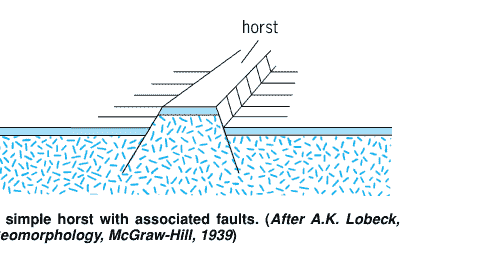 horst
simple horst with associated faults. (After A.K. Lobeck,
eomorphology, McGraw-Hill, 1939)